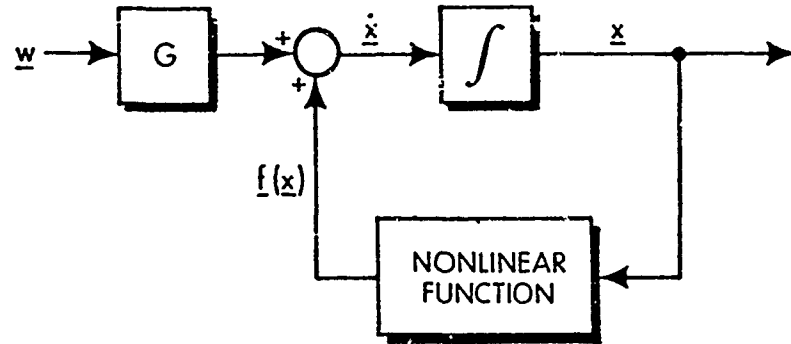 w
G
+
ẋ
∫
x
+
f(x)
NONLINEAR
FUNCTION